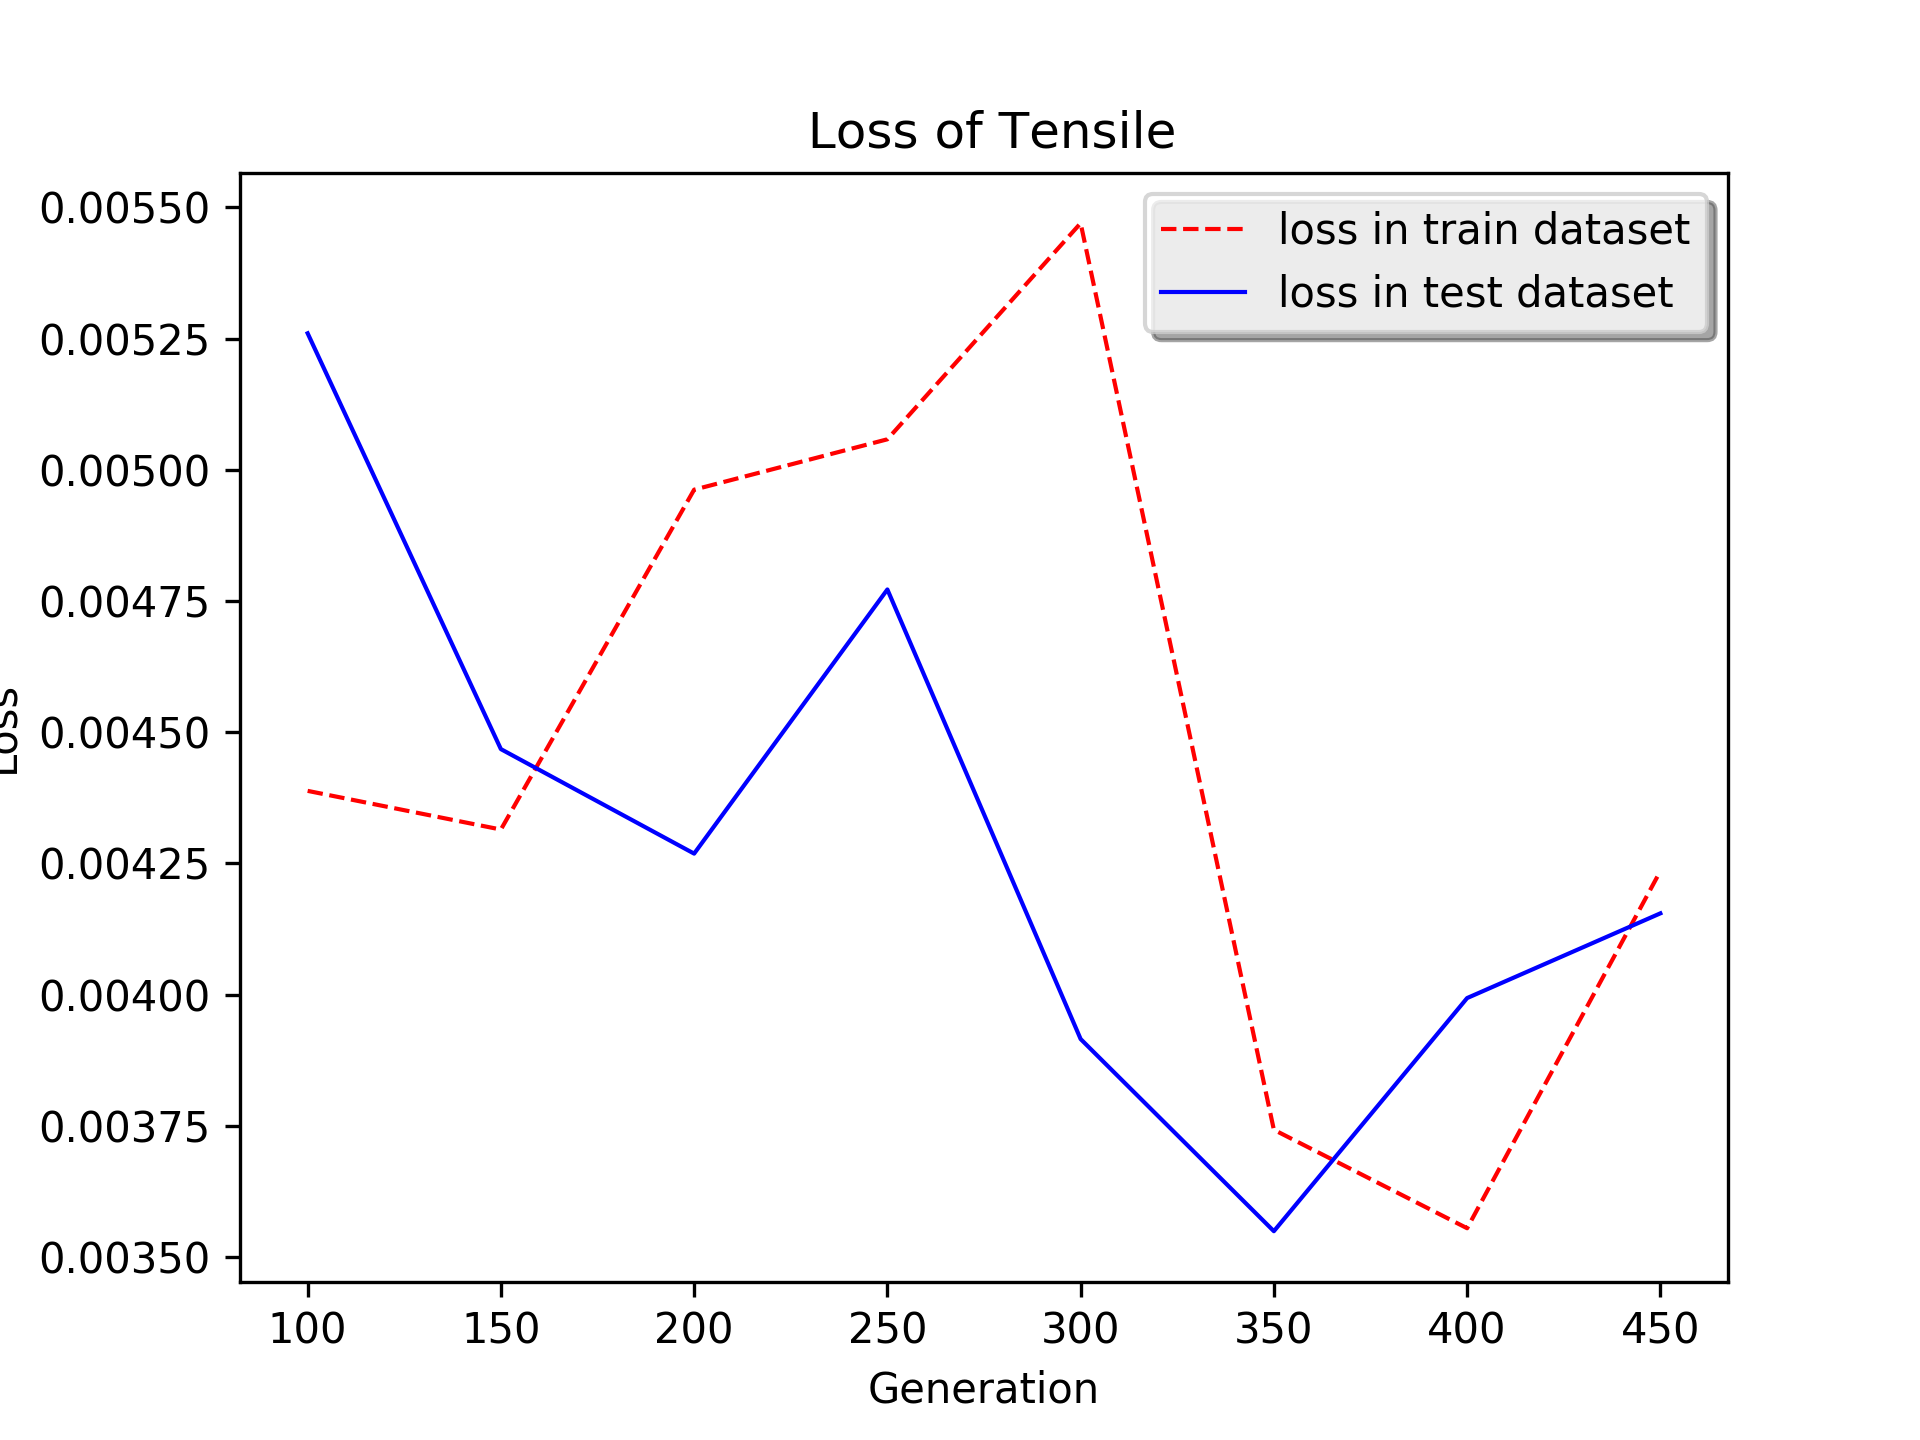 Loss of Tensile
loss in train dataset
loss in test dataset
0.00550
0.00525
0.00500
0.00475
0.00450
0.00425
0.00400
0.00375
0.00350
Loss
100 150 200 250 300 350 400 450
Generation